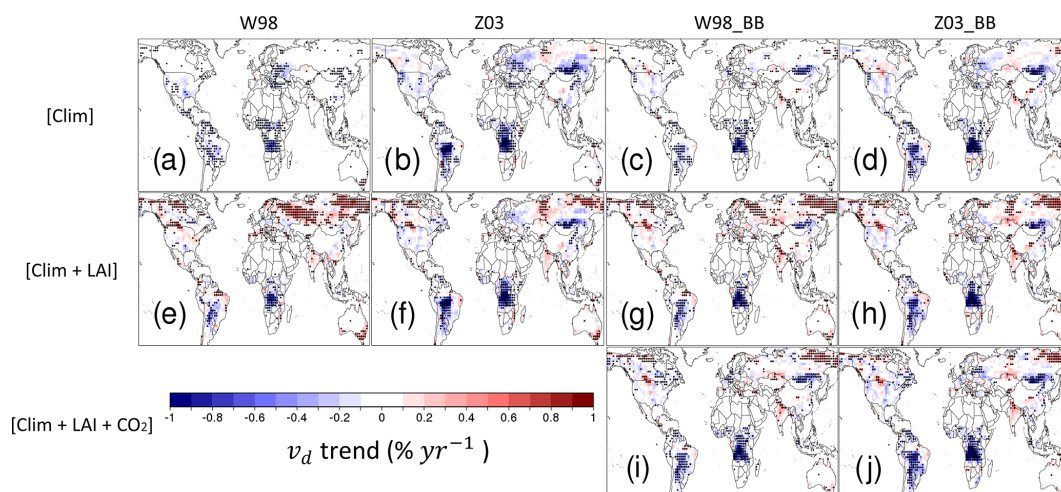 W98 Z03 W98_BB Z03_BB
[Clim] (a) (b) (c) (d)
[Clim + LAI] (e) (f) (g) (h)
[Clim + LAI + CO₂] (i) (j)
-1 -0.8 -0.6 -0.4 -0.2 0 0.2 0.4 0.6 0.8 1
v_d trend (% yr⁻¹ )